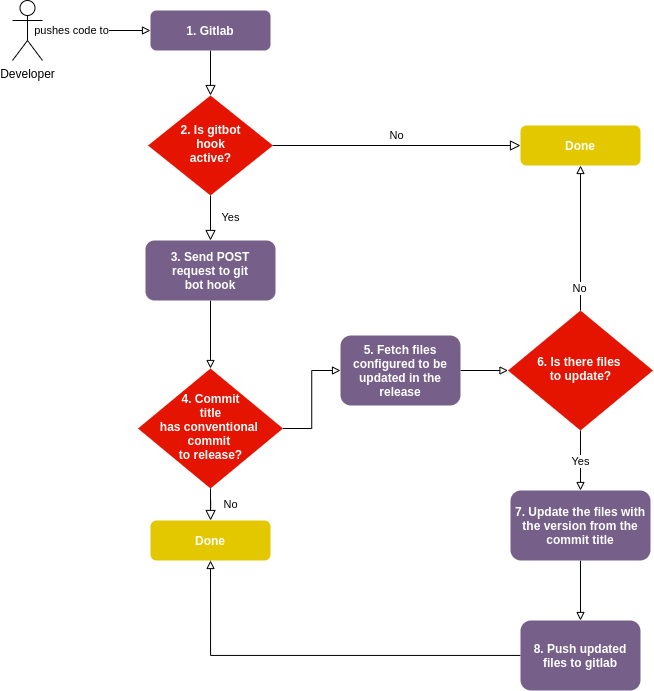 pushes code to
1. Gitlab
Developer
2. Is gitbot
hook
active?
No
Done
Yes
3. Send POST
request to git
bot hook
No
5. Fetch files
configured to be
updated in the
release
6. Is there files
to update?
4. Commit
title
has conventional
commit
to release?
Yes
No
7. Update the files with
the version from the
commit title
Done
8. Push updated
files to gitlab